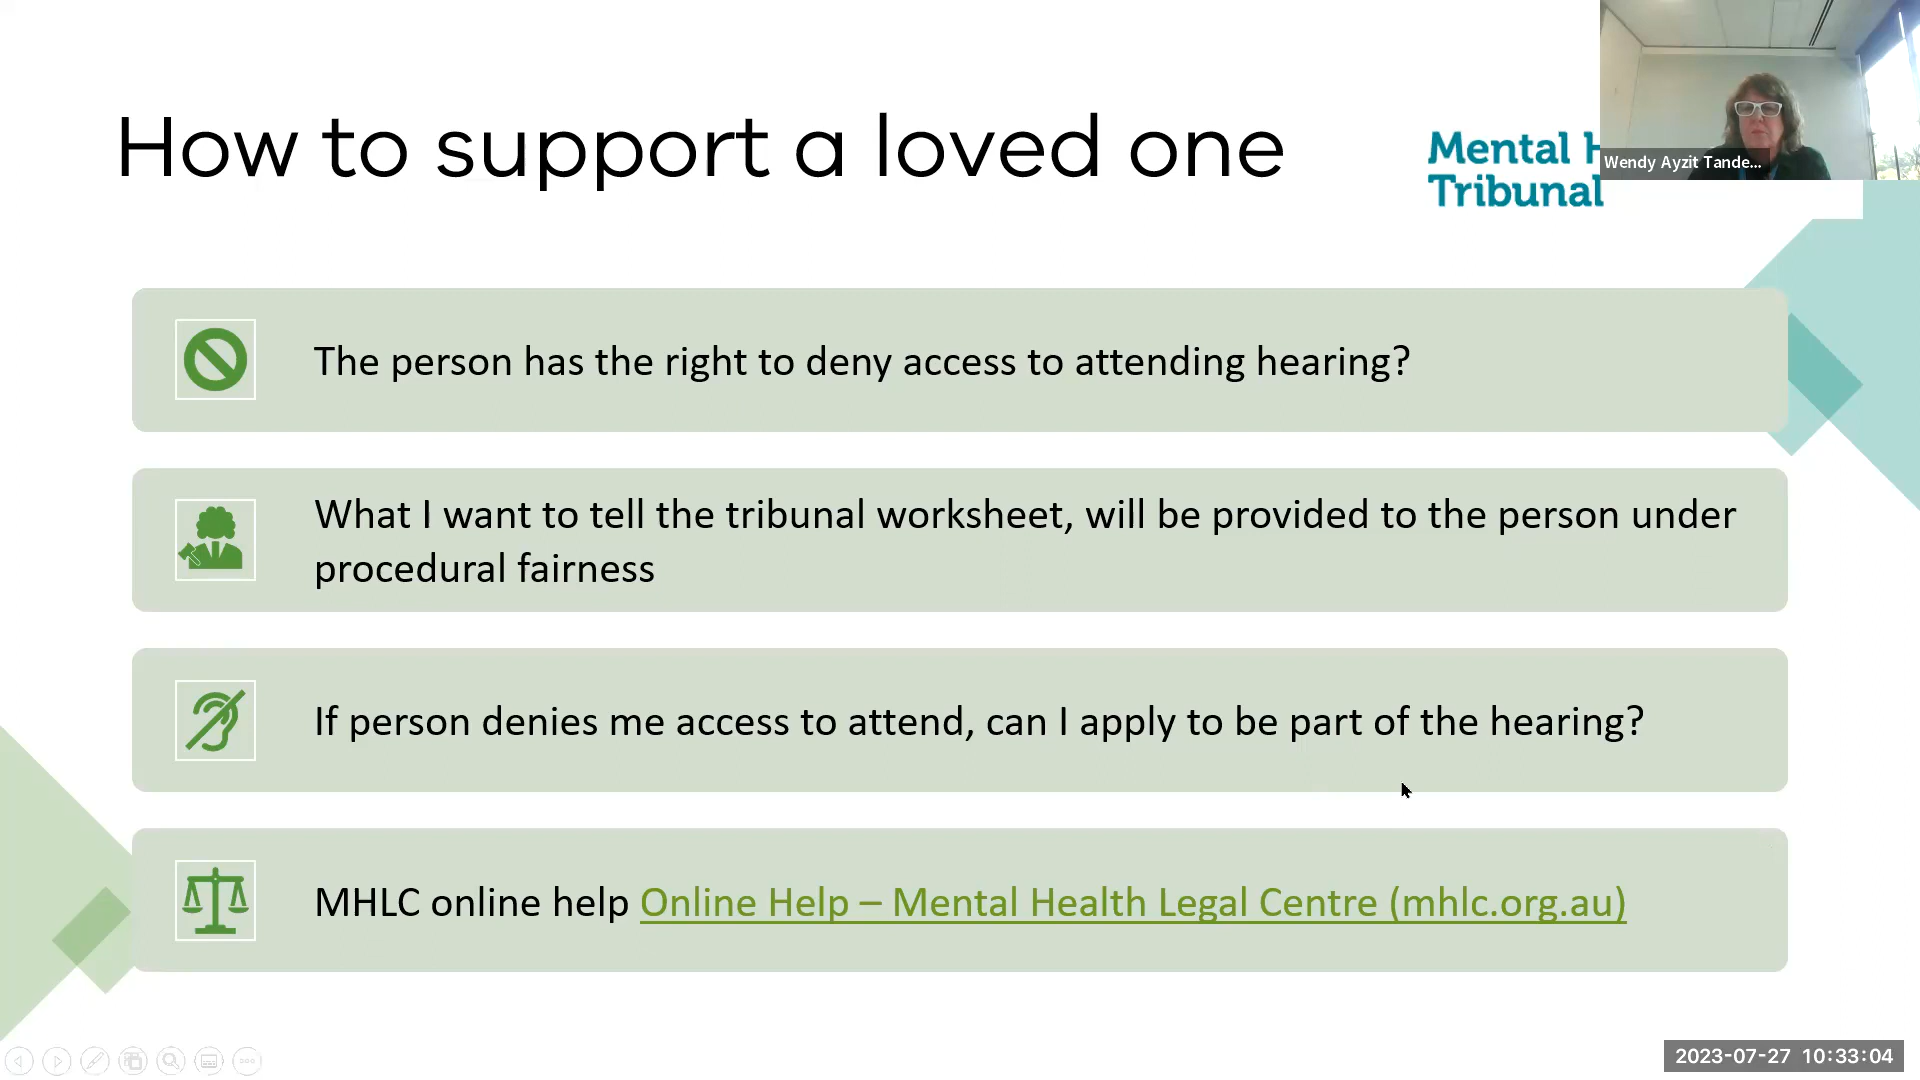 How to support a loved one
Mental H
Tribunal
Wendy Ayzit Tande...
The person has the right to deny access to attending hearing?
What I want to tell the tribunal worksheet, will be provided to the person under
procedural fairness
If person denies me access to attend, can I apply to be part of the hearing?
MHLC online help Online Help – Mental Health Legal Centre (mhlc.org.au)
2023-07-27 10:33:04